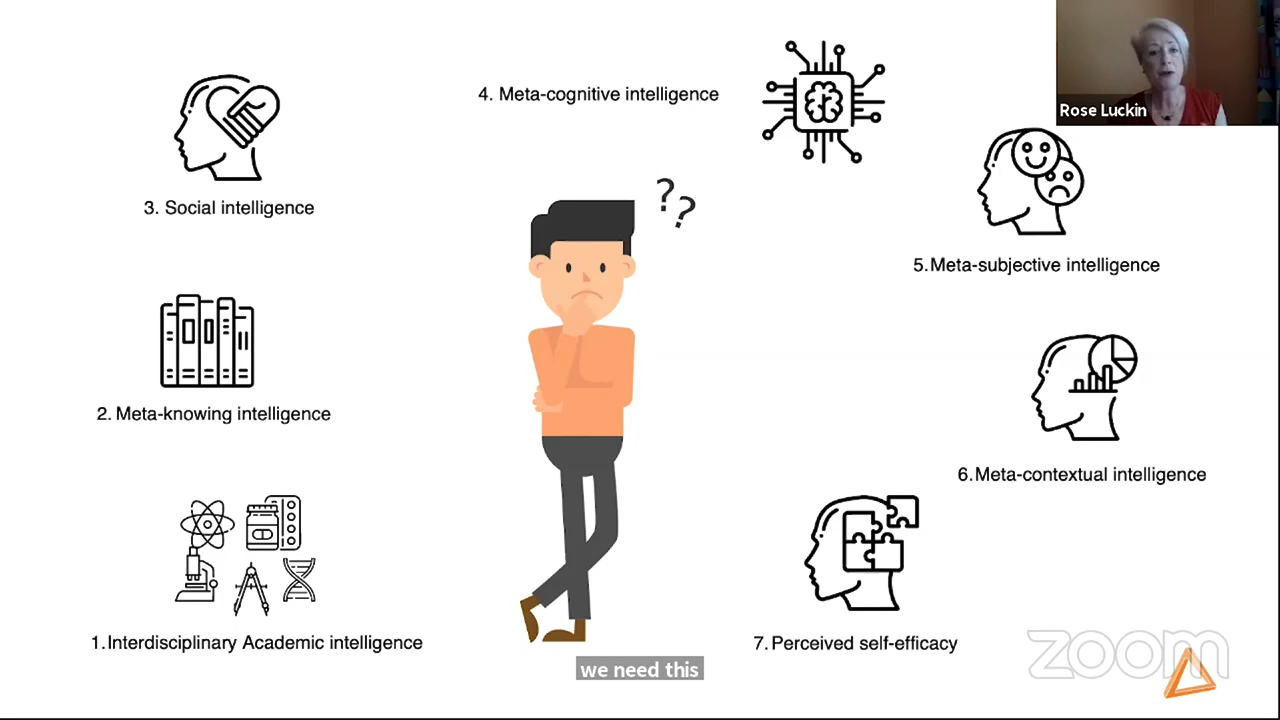 4. Meta-cognitive intelligence
Rose Luckin
3. Social intelligence
??
5.Meta-subjective intelligence
2. Meta-knowing intelligence
6.Meta-contextual intelligence
1.Interdisciplinary Academic intelligence
7. Perceived self-efficacy
we need this
zoom